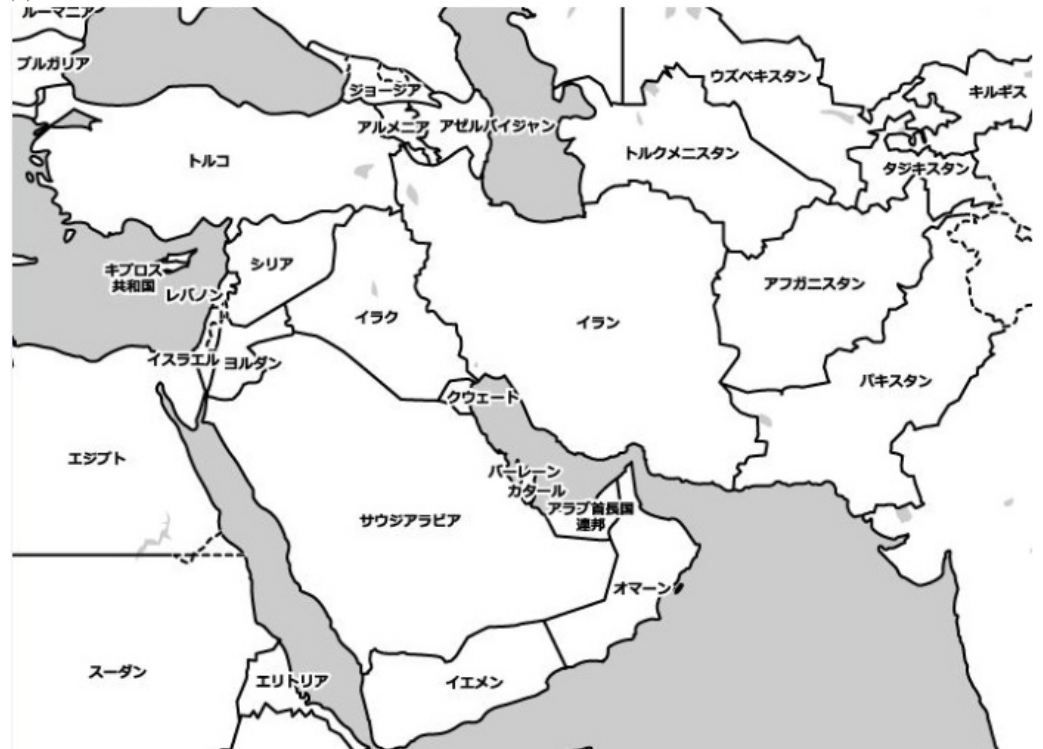 ルーマニア
ブルガリア
ジョージア
ウズベキスタン
キルギス
アルメニア
アゼルバイジャン
トルコ
トルクメニスタン
タジキスタン
キプロス
共和国
シリア
レバノン
イラク
イラン
アフガニスタン
イスラエル
ヨルダン
パキスタン
クウェート
エジプト
バーレーン
カタール
アラブ首長国
連邦
サウジアラビア
オマーン
スーダン
エリトリア
イエメン